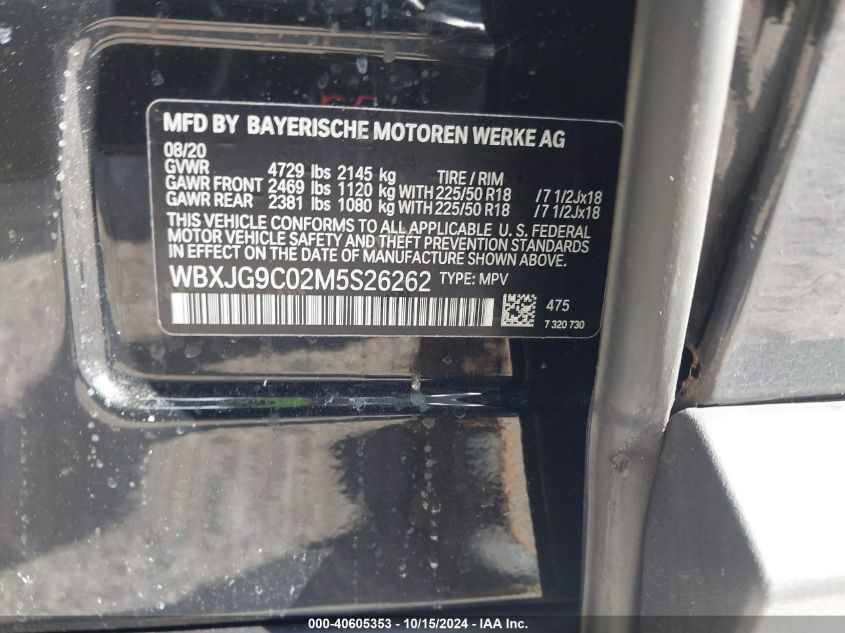 MFD BY BAYERISCHE MOTOREN WERKE AG
08/20
GVWR 4729 lbs 2145 kg TIRE / RIM
GAWR FRONT 2469 lbs 1120 kg WITH 225/50 R18 /7 1/2Jx18
GAWR REAR 2381 lbs 1080 kg WITH 225/50 R18 /7 1/2Jx18
THIS VEHICLE CONFORMS TO ALL APPLICABLE U. S. FEDERAL
MOTOR VEHICLE SAFETY AND THEFT PREVENTION STANDARDS
IN EFFECT ON THE DATE OF MANUFACTURE SHOWN ABOVE.
WBXJG9C02M5S26262 TYPE: MPV
475
7 320 730
000-40605353 - 10/15/2024 - IAA Inc.